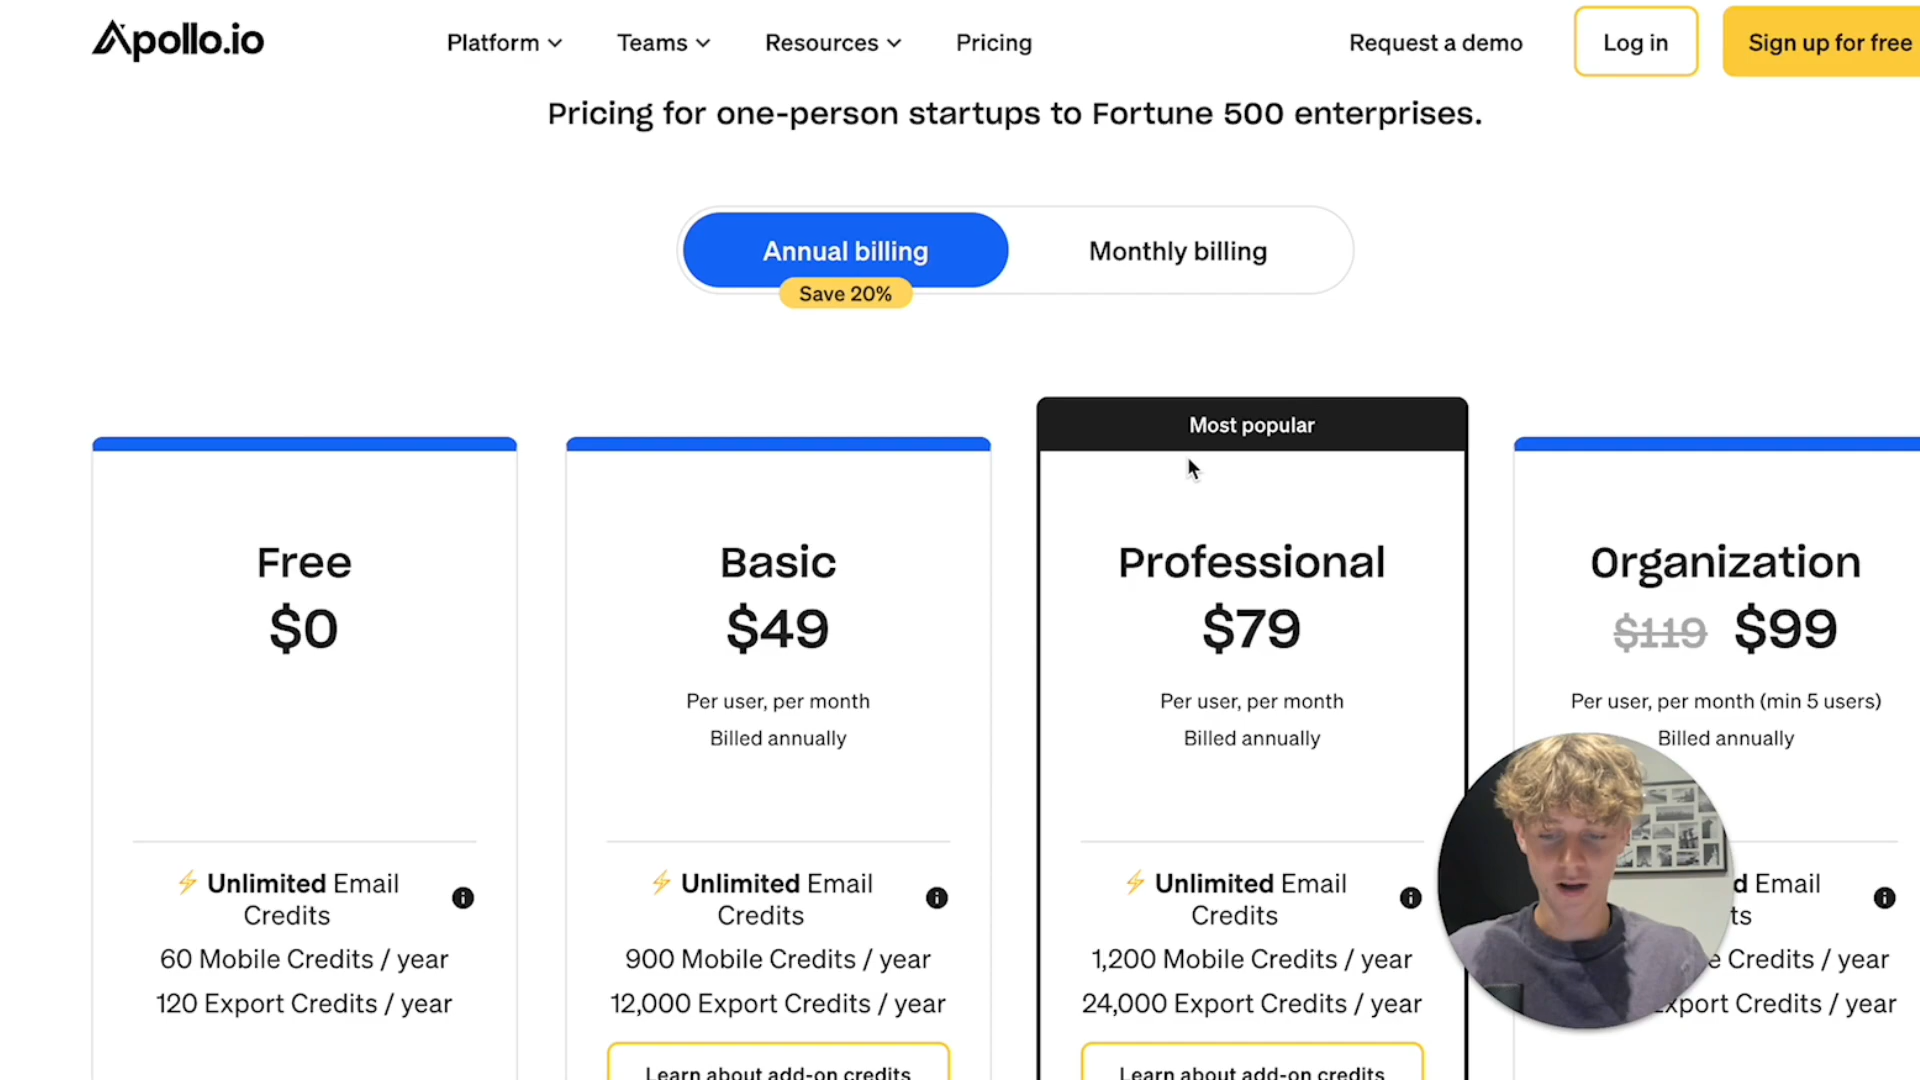 Apollo.io
Platform
Teams
Resources
Pricing
Request a demo
Log in
Sign up for free
Pricing for one-person startups to Fortune 500 enterprises.
Annual billing
Monthly billing
Save 20%
Most popular
Free
$0
Unlimited Email
Credits
60 Mobile Credits / year
120 Export Credits / year
Basic
$49
Per user, per month
Billed annually
Unlimited Email
Credits
900 Mobile Credits / year
12,000 Export Credits / year
Learn about add-on credits
Professional
$79
Per user, per month
Billed annually
Unlimited Email
Credits
1,200 Mobile Credits / year
24,000 Export Credits / year
Learn about add-on credits
Organization
$119 $99
Per user, per month (min 5 users)
Billed annually
Email
Credits / year
Export Credits / year